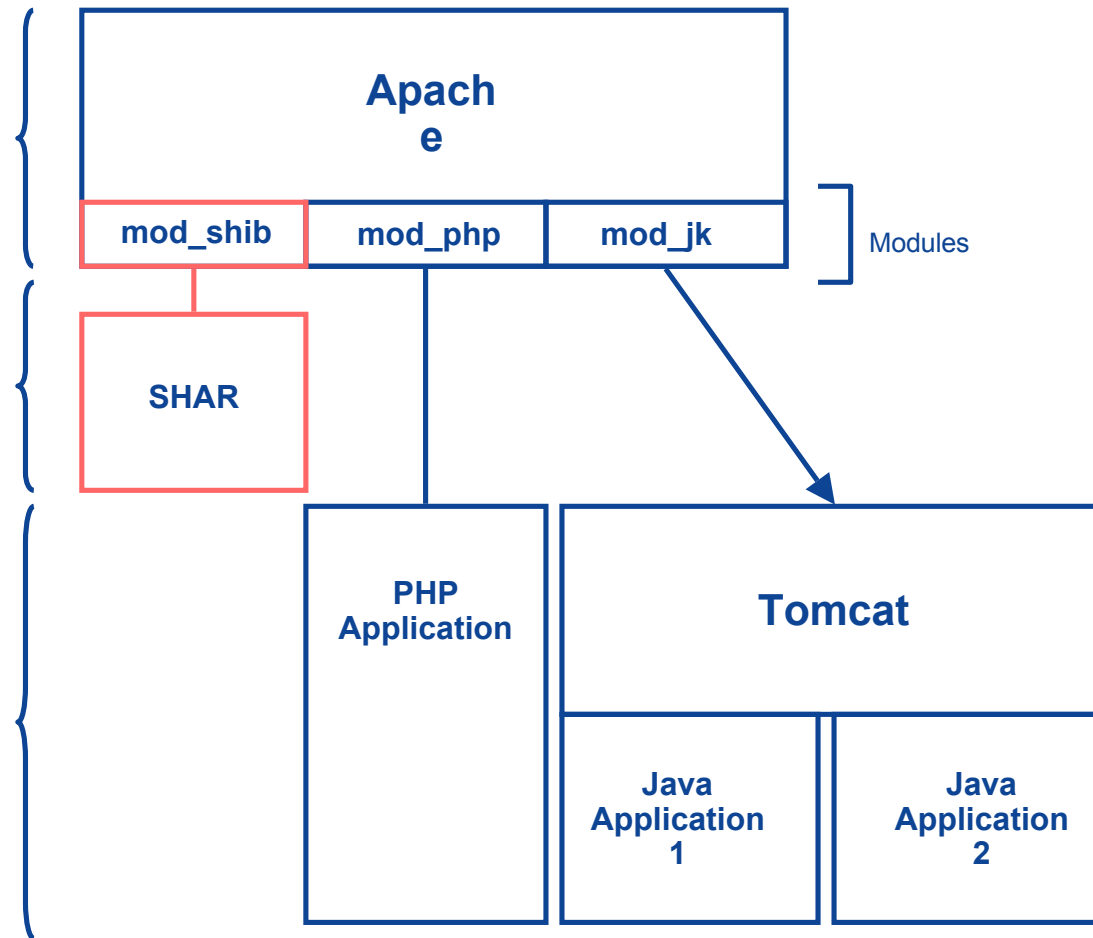 Apach
e
mod_shib
mod_php
mod_jk
Modules
SHAR
PHP
Application
Tomcat
Java
Application
1
Java
Application
2